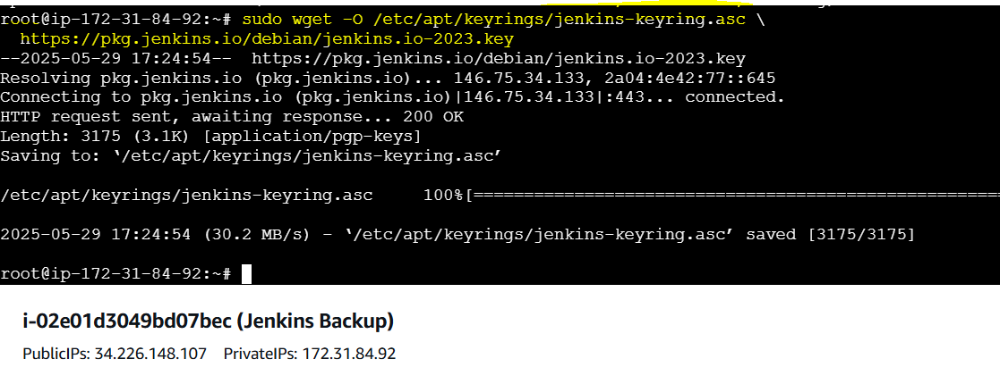 root@ip-172-31-84-92:~# sudo wget -O /etc/apt/keyrings/jenkins-keyring.asc \
  https://pkg.jenkins.io/debian/jenkins.io-2023.key
--2025-05-29 17:24:54--  https://pkg.jenkins.io/debian/jenkins.io-2023.key
Resolving pkg.jenkins.io (pkg.jenkins.io)... 146.75.34.133, 2a04:4e42:77::645
Connecting to pkg.jenkins.io (pkg.jenkins.io)|146.75.34.133|:443... connected.
HTTP request sent, awaiting response... 200 OK
Length: 3175 (3.1K) [application/pgp-keys]
Saving to: ‘/etc/apt/keyrings/jenkins-keyring.asc’
/etc/apt/keyrings/jenkins-keyring.asc     100%[====================================================
2025-05-29 17:24:54 (30.2 MB/s) - ‘/etc/apt/keyrings/jenkins-keyring.asc’ saved [3175/3175]
root@ip-172-31-84-92:~#
i-02e01d3049bd07bec (Jenkins Backup)
PublicIPs: 34.226.148.107    PrivateIPs: 172.31.84.92